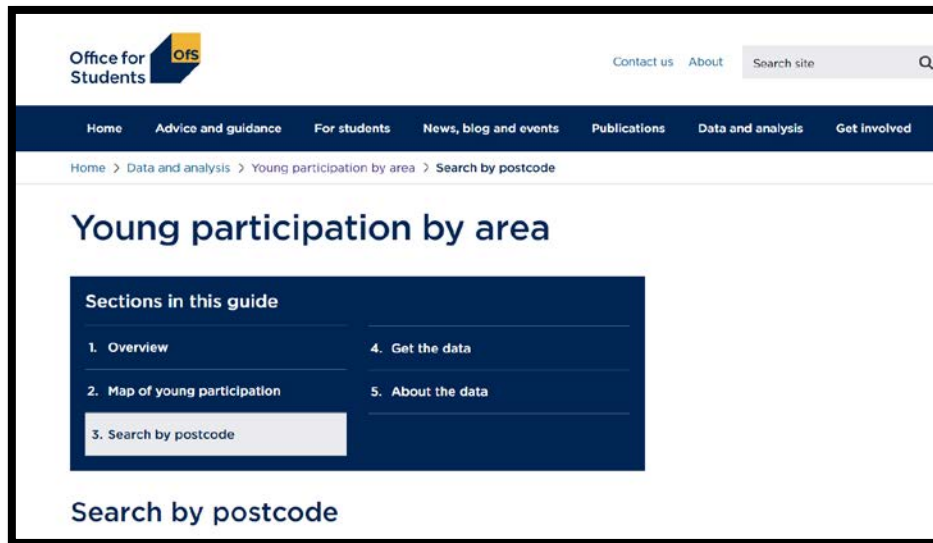 Office for Students OfS
Contact us About Search site
Home Advice and guidance For students News, blog and events Publications Data and analysis Get involved
Home > Data and analysis > Young participation by area > Search by postcode
Young participation by area
Sections in this guide
1. Overview
2. Map of young participation
3. Search by postcode
4. Get the data
5. About the data
Search by postcode